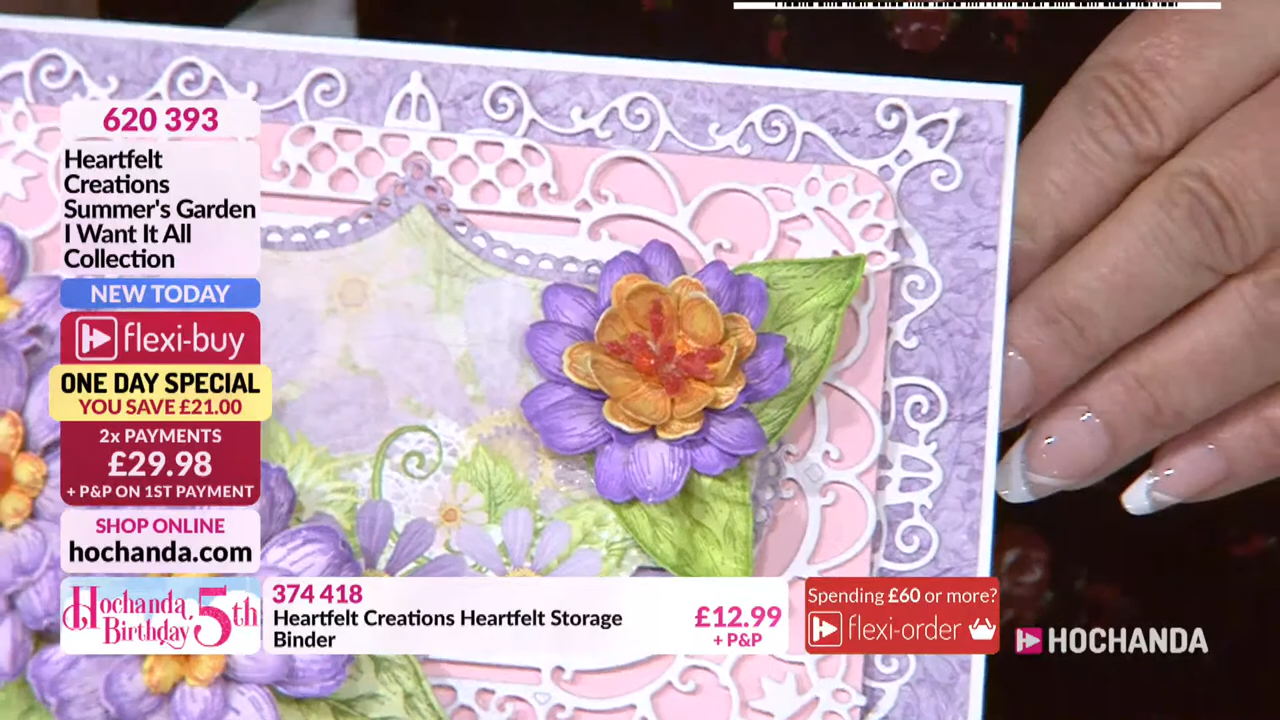 620 393
Heartfelt
Creations
Summer's Garden
I Want It All
Collection
NEW TODAY
flexi-buy
ONE DAY SPECIAL
YOU SAVE £21.00
2x PAYMENTS
£29.98
+ P&P ON 1ST PAYMENT
SHOP ONLINE
hochanda.com
Hochanda
Birthday
5th
374 418
Heartfelt Creations Heartfelt Storage
Binder
£12.99
+ P&P
Spending £60 or more?
flexi-order
HOCHANDA